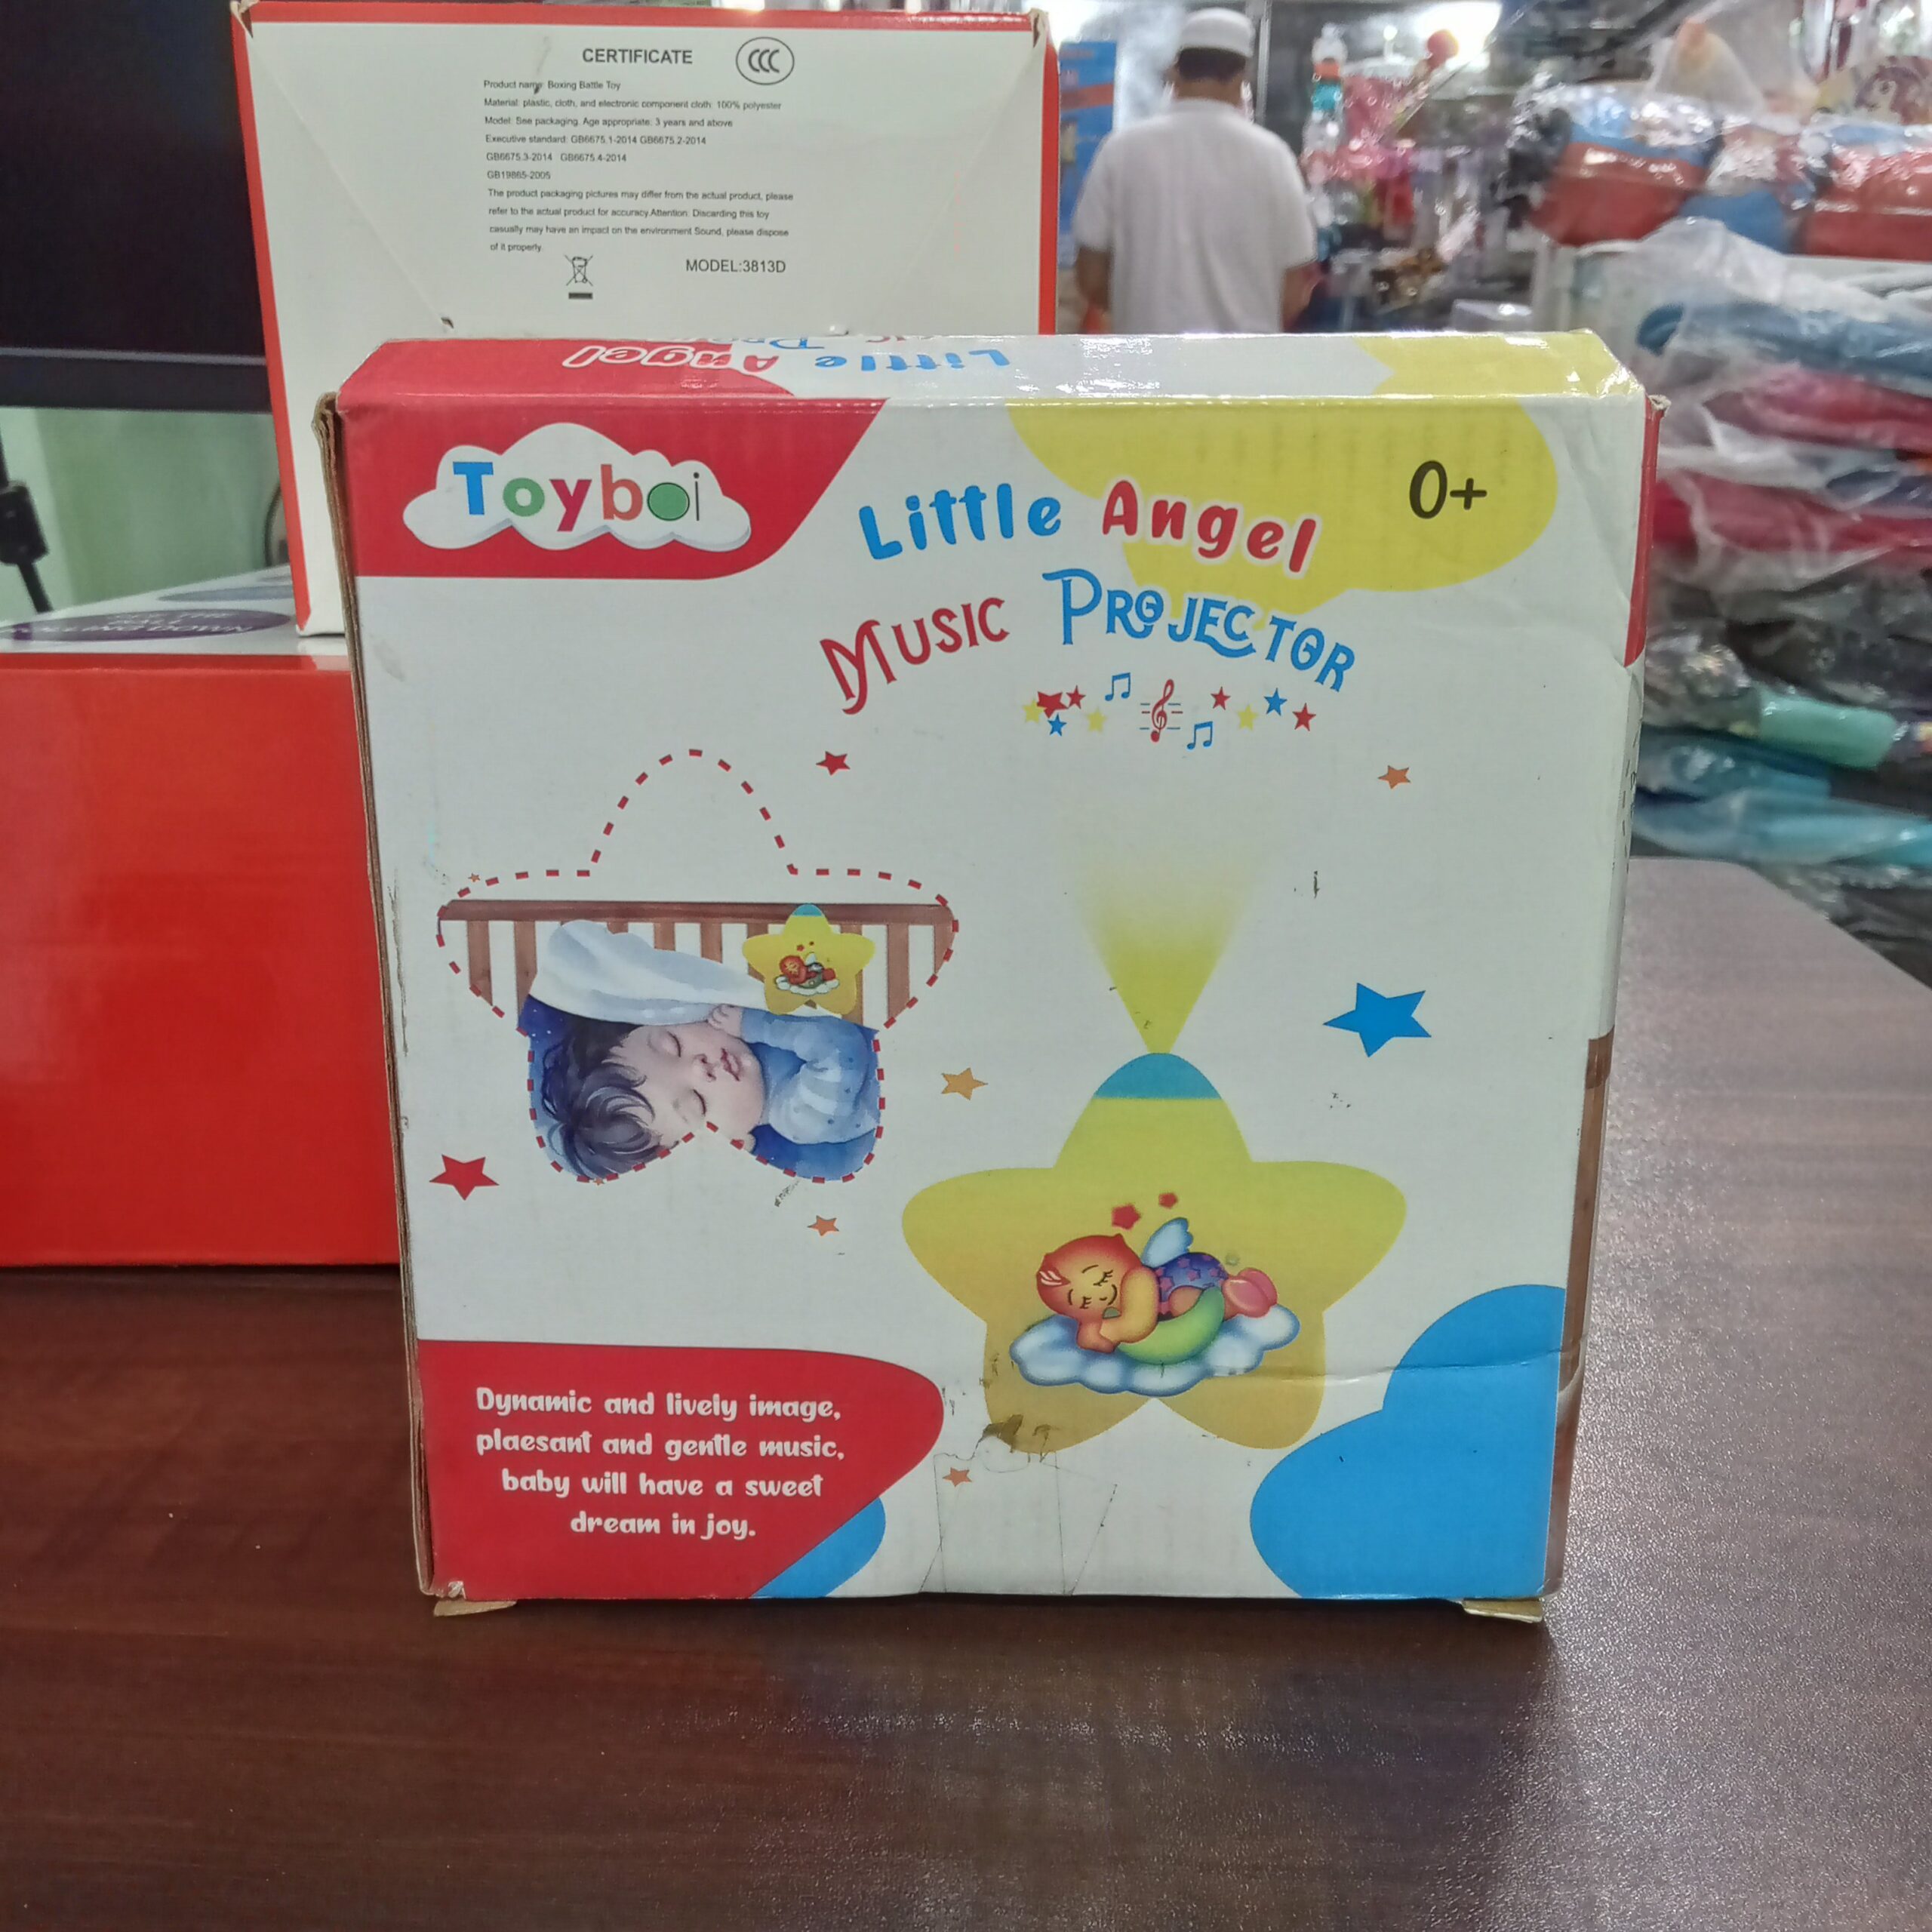 CERTIFICATE
CCC
Product name: Boxing Battle Toy
Material: plastic, cloth, and electronic component cloth: 100% polyester
Model: See packaging. Age appropriate: 3 years and above
Executive standard: GB6675.1-2014 GB6675.2-2014
GB6675.3-2014 GB6675.4-2014
GB19865-2005
The product packaging pictures may differ from the actual product, please
refer to the actual product for accuracy.Attention: Discarding this toy
casually may have an impact on the environment Sound, please dispose
of it properly.
MODEL:3813D
Little Angel
Toyboi
Little Angel
0+
Music Projector
Dynamic and lively image,
plaesant and gentle music,
baby will have a sweet
dream in joy.